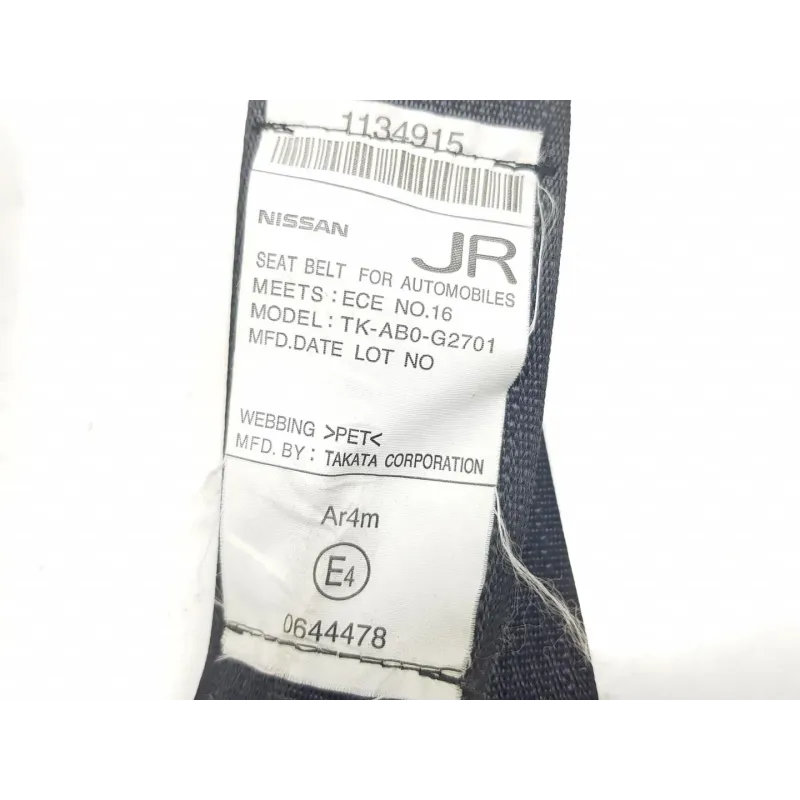 1134915
NISSAN JR
SEAT BELT FOR AUTOMOBILES
MEETS : ECE NO.16
MODEL : TK-AB0-G2701
MFD.DATE LOT NO
WEBBING >PET<
MFD. BY : TAKATA CORPORATION
Ar4m
E4
0644478